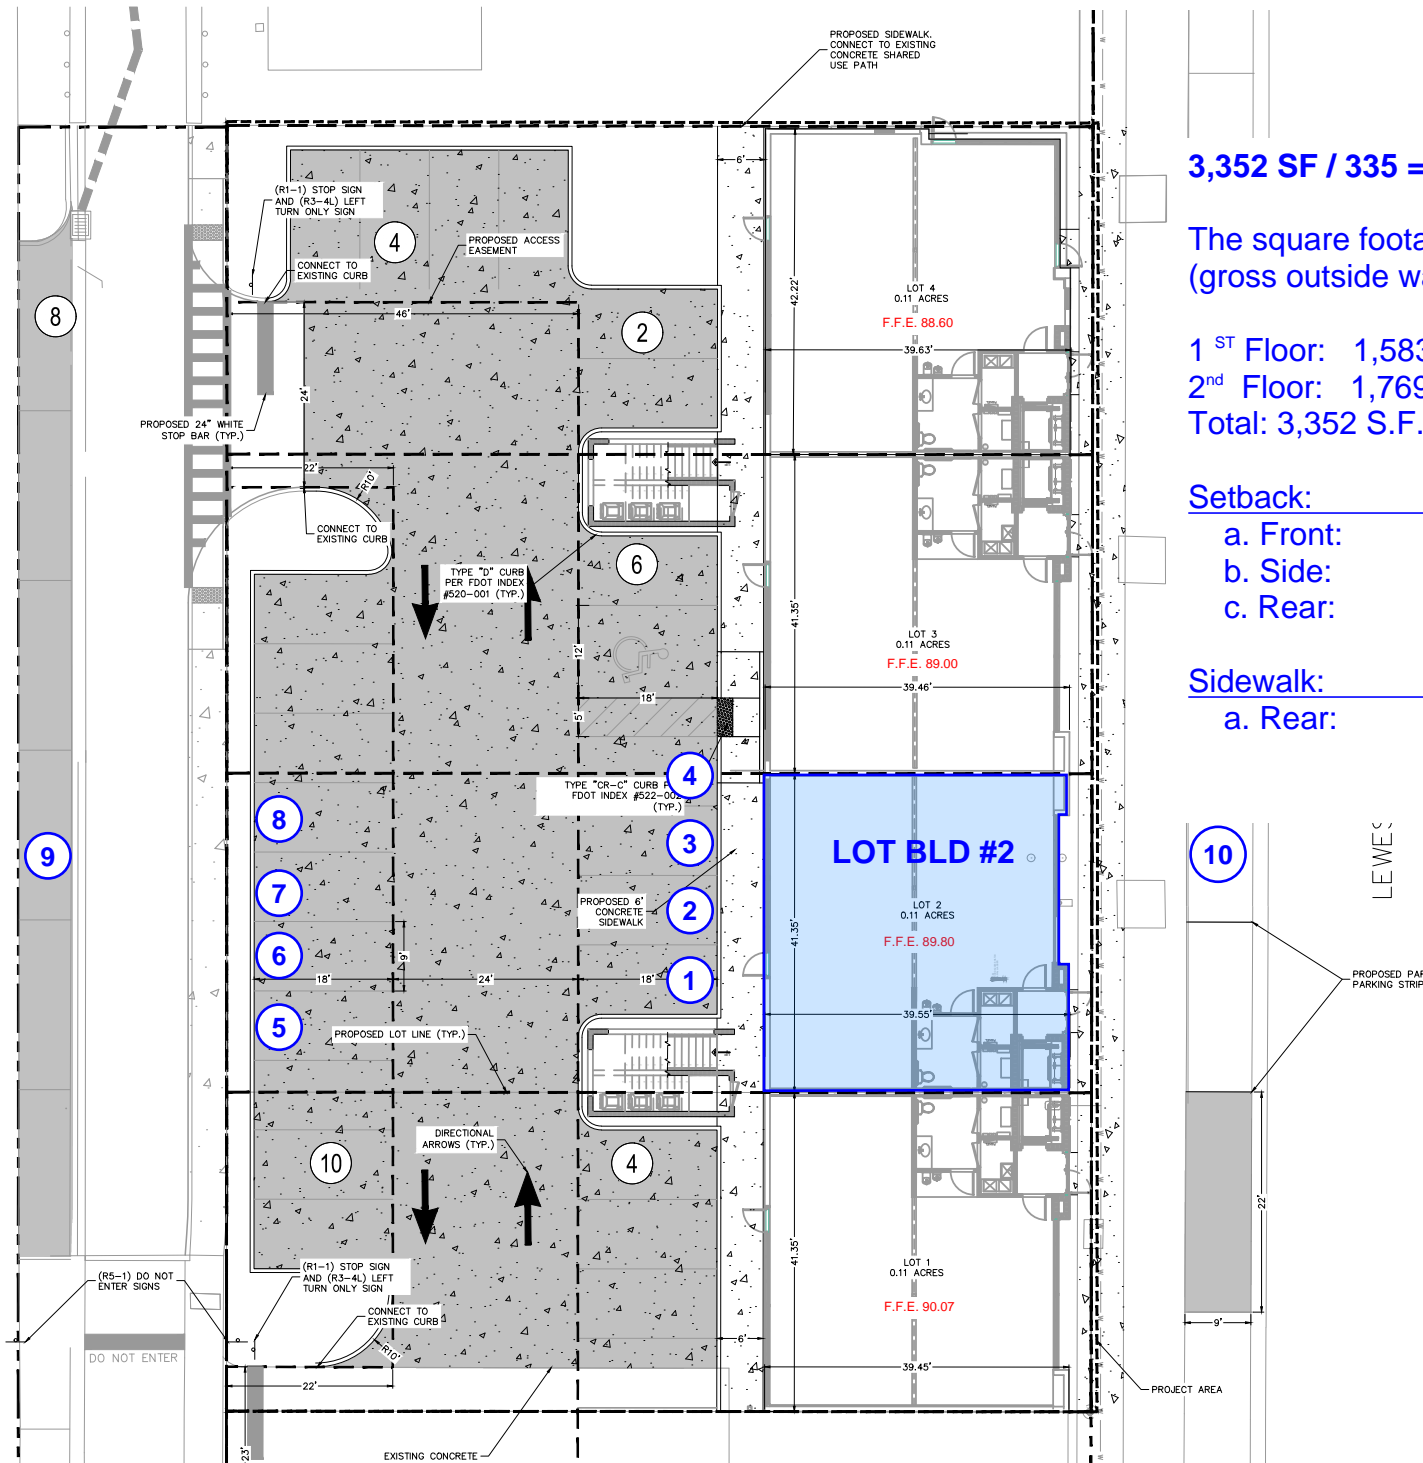 PROPOSED SIDEWALK.
CONNECT TO EXISTING
CONCRETE SHARED
USE PATH
6'
(R1-1) STOP SIGN
AND (R3-4L) LEFT
TURN ONLY SIGN
4
PROPOSED ACCESS
EASEMENT
CONNECT TO
EXISTING CURB
8
46'
2
24'
PROPOSED 24" WHITE
STOP BAR (TYP.)
22'
R10'
CONNECT TO
EXISTING CURB
TYPE "D" CURB
PER FDOT INDEX
#520-001 (TYP.)
6
12'
18'
5'
TYPE "CR-C" CURB P
FDOT INDEX #522-002
(TYP.)
4
8
3
9
7
PROPOSED 6'
CONCRETE
SIDEWALK
2
6
9'
18'
24'
18'
1
5
PROPOSED LOT LINE (TYP.)
DIRECTIONAL
ARROWS (TYP.)
10
4
(R5-1) DO NOT
ENTER SIGNS
(R1-1) STOP SIGN
AND (R3-4L) LEFT
TURN ONLY SIGN
CONNECT TO
EXISTING CURB
R10'
DO NOT ENTER
22'
23'
6'
EXISTING CONCRETE
42.22'
LOT 4
0.11 ACRES
F.F.E. 88.60
39.63'
41.35'
LOT 3
0.11 ACRES
F.F.E. 89.00
39.46'
LOT BLD #2
LOT 2
0.11 ACRES
41.35'
F.F.E. 89.80
39.55'
41.35'
LOT 1
0.11 ACRES
F.F.E. 90.07
39.45'
PROJECT AREA
3,352 SF / 335 =
The square foota
(gross outside wa
1 ST Floor: 1,583
2nd Floor: 1,769
Total: 3,352 S.F.
Setback:
a. Front:
b. Side:
c. Rear:
Sidewalk:
a. Rear:
10
LEWES
PROPOSED PAR
PARKING STRIP
22'
9'